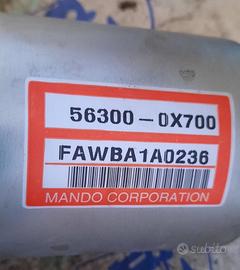 56300-0X700
FAWBA1A0236
MANDO CORPORATION
subito